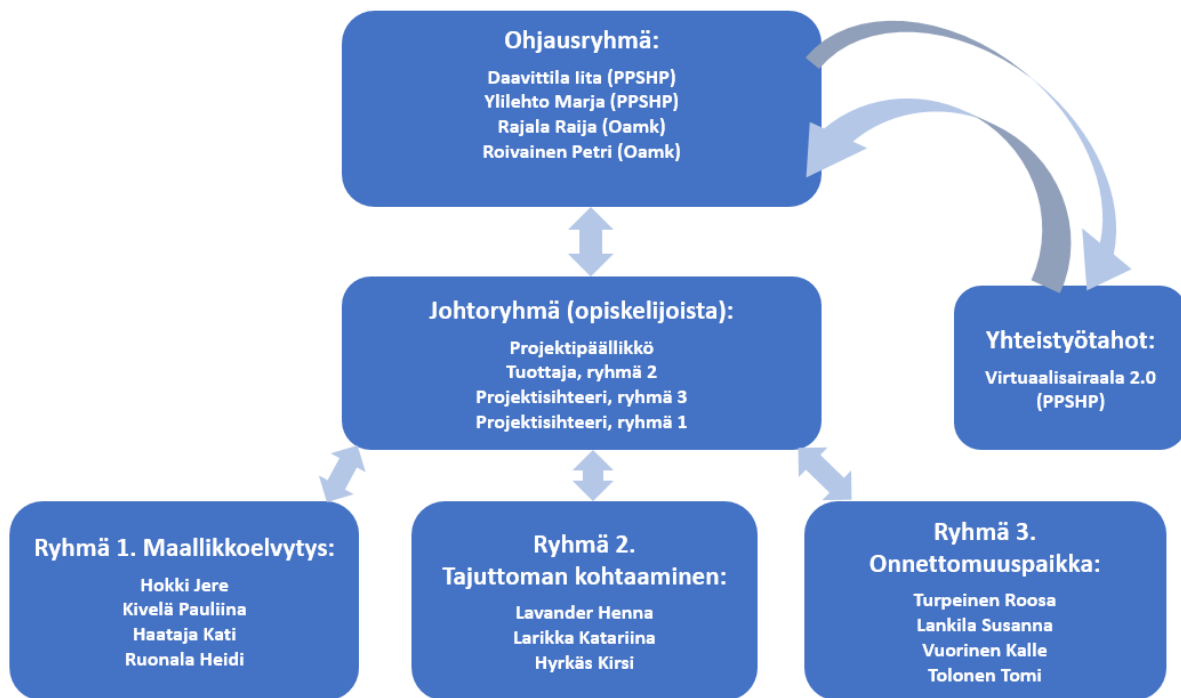 Ohjausryhmä:
Daavittila Iita (PPSHP)
Ylilehto Marja (PPSHP)
Rajala Raija (Oamk)
Roivainen Petri (Oamk)
Johtoryhmä (opiskelijoista):
Projektipäällikkö
Tuottaja, ryhmä 2
Projektisihteeri, ryhmä 3
Projektisihteeri, ryhmä 1
Yhteistyötahot:
Virtuaalisairaala 2.0
(PPSHP)
Ryhmä 1. Maallikkoelvytys:
Hokki Jere
Kivelä Pauliina
Haataja Kati
Ruonala Heidi
Ryhmä 2.
Tajuttoman kohtaaminen:
Lavander Henna
Larikka Katariina
Hyrkäs Kirsi
Ryhmä 3.
Onnettomuuspaikka:
Turpeinen Roosa
Lankila Susanna
Vuorinen Kalle
Tolonen Tomi